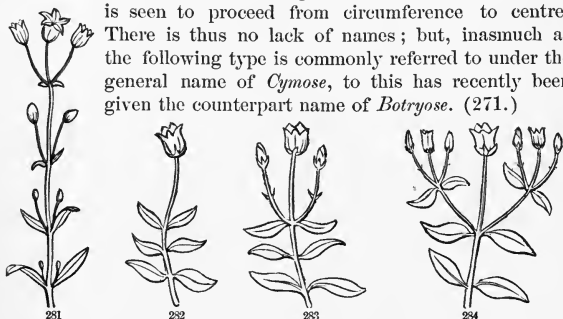 is seen to proceed from circumference to centre
There is thus no lack of names; but, inasmuch a
the following type is commonly referred to under th
general name of Cymose, to this has recently been
given the counterpart name of Botryose. (271.)
281 282 283 284